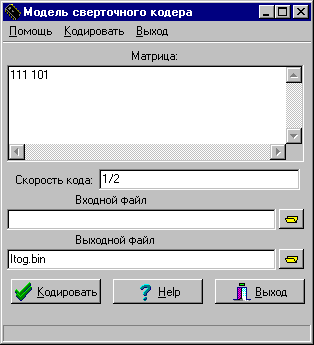 Модель сверточного кодера
Помощь Кодировать Выход
Матрица:
111 101
Скорость кода: 1/2
Входной файл
Выходной файл
Itog.bin
Кодировать Help Выход